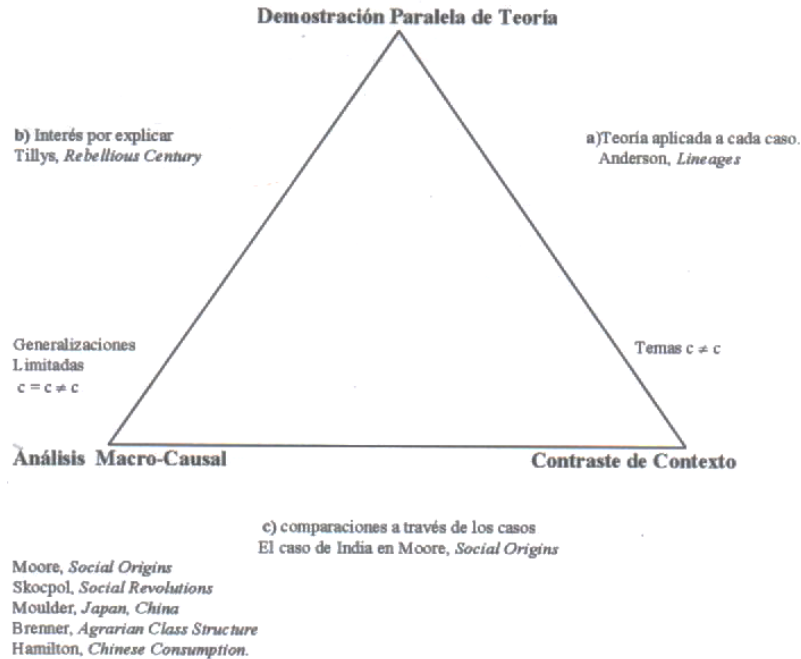 Demostración Paralela de Teoría
b) Interés por explicar
Tillys, Rebellious Century
a)Teoría aplicada a cada caso.
Anderson, Lineages
Generalizaciones
Limitadas
c = c ≠ c
Temas c ≠ c
Análisis Macro-Causal
Contraste de Contexto
c) comparaciones a través de los casos
El caso de India en Moore, Social Origins
Moore, Social Origins
Skocpol, Social Revolutions
Moulder, Japan, China
Brenner, Agrarian Class Structure
Hamilton, Chinese Consumption.